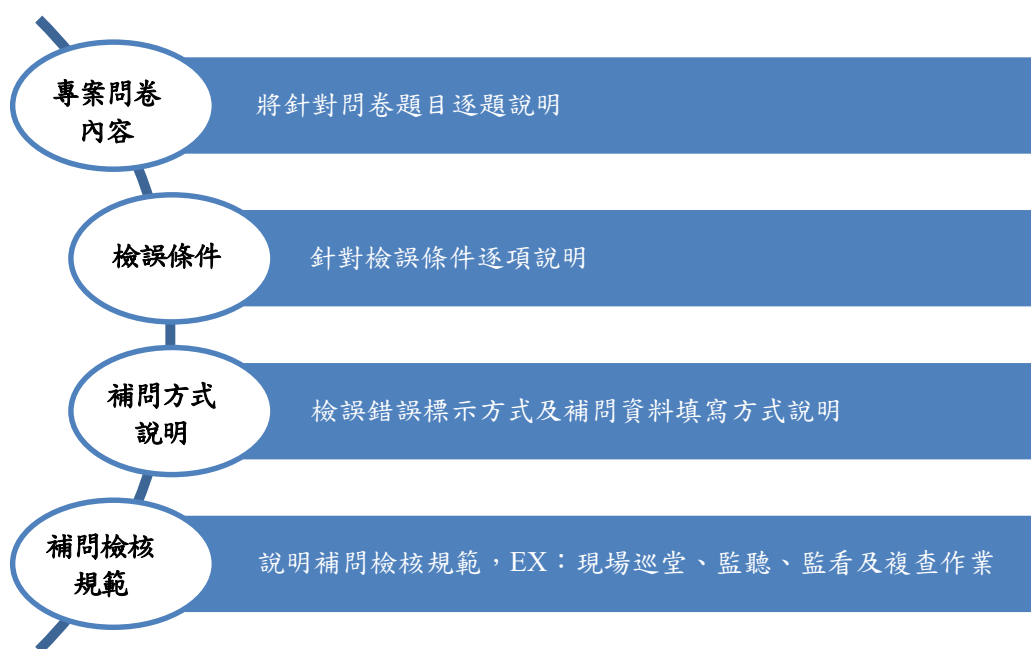 專案問卷
內容
將針對問卷題目逐題說明
檢誤條件
針對檢誤條件逐項說明
補問方式
說明
檢誤錯誤標示方式及補問資料填寫方式說明
補問檢核
規範
說明補問檢核規範，EX：現場巡堂、監聽、監看及複查作業